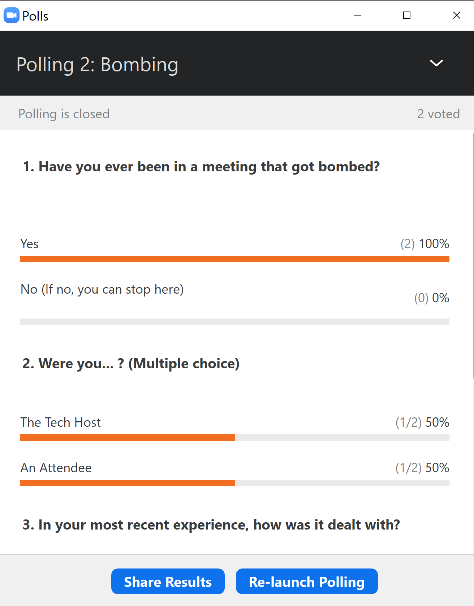 Polls
Polling 2: Bombing
Polling is closed 2 voted
1. Have you ever been in a meeting that got bombed?
Yes (2) 100%
No (If no, you can stop here) (0) 0%
2. Were you... ? (Multiple choice)
The Tech Host (1/2) 50%
An Attendee (1/2) 50%
3. In your most recent experience, how was it dealt with?
Share Results Re-launch Polling